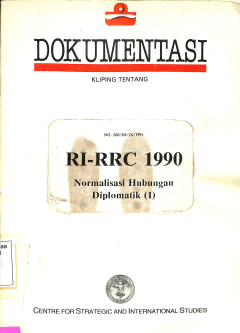 DOKUMENTASI
KLIPING TENTANG
RI-RRC 1990
Normalisasi Hubungan
Diplomatik (1)
CENTRE FOR STRATEGIC AND INTERNATIONAL STUDIES